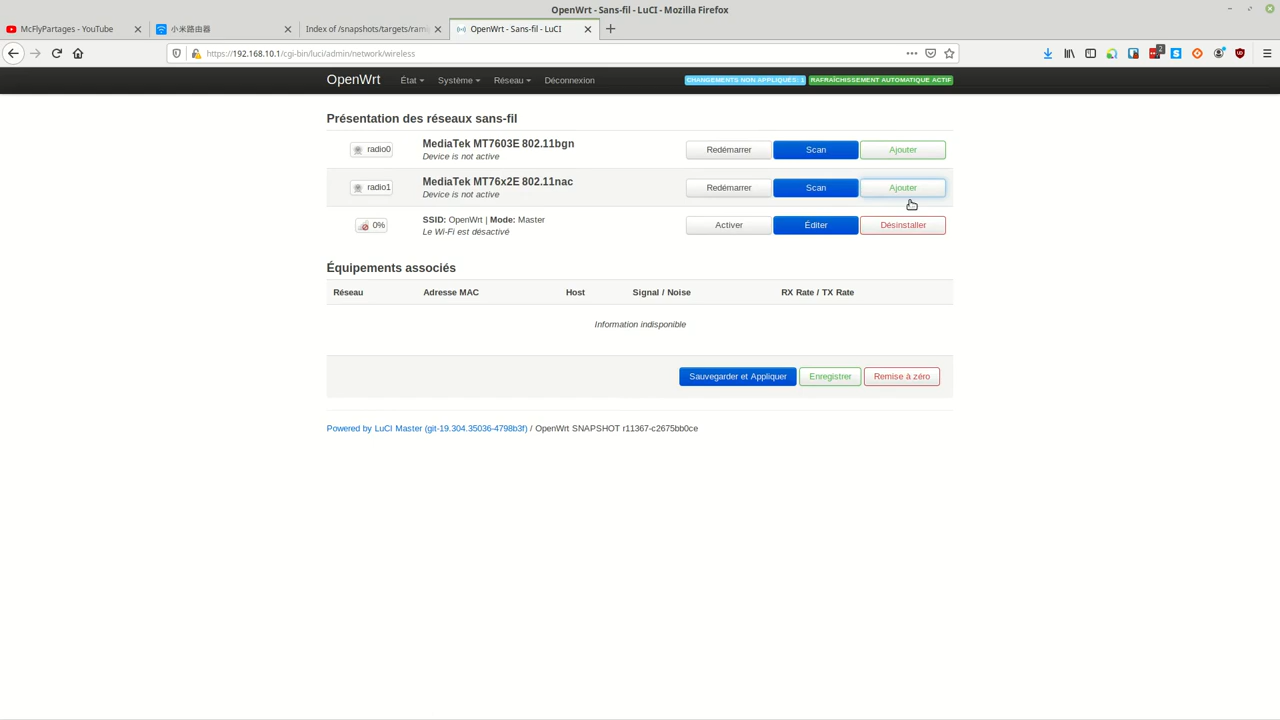 OpenWrt - Sans-fil - LuCI - Mozilla Firefox
McFlyPartages - YouTube
小米路由器
Index of /snapshots/targets/ram
OpenWrt - Sans-fil - LuCI
https://192.168.10.1/cgi-bin/luci/admin/network/wireless
2
OpenWrt État Système Réseau Déconnexion CHANGEMENTS NON APPLIQUÉS: 1 RAFRAÎCHISSEMENT AUTOMATIQUE ACTIF
Présentation des réseaux sans-fil
radio0 MediaTek MT7603E 802.11bgn Redémarrer Scan Ajouter
Device is not active
radio1 MediaTek MT76x2E 802.11nac Redémarrer Scan Ajouter
Device is not active
0% SSID: OpenWrt | Mode: Master Activer Éditer Désinstaller
Le Wi-Fi est désactivé
Équipements associés
Réseau Adresse MAC Host Signal / Noise RX Rate / TX Rate
Information indisponible
Sauvegarder et Appliquer Enregistrer Remise à zéro
Powered by LuCI Master (git-19.304.35036-4798b3f) / OpenWrt SNAPSHOT r11367-c2675bb0ce